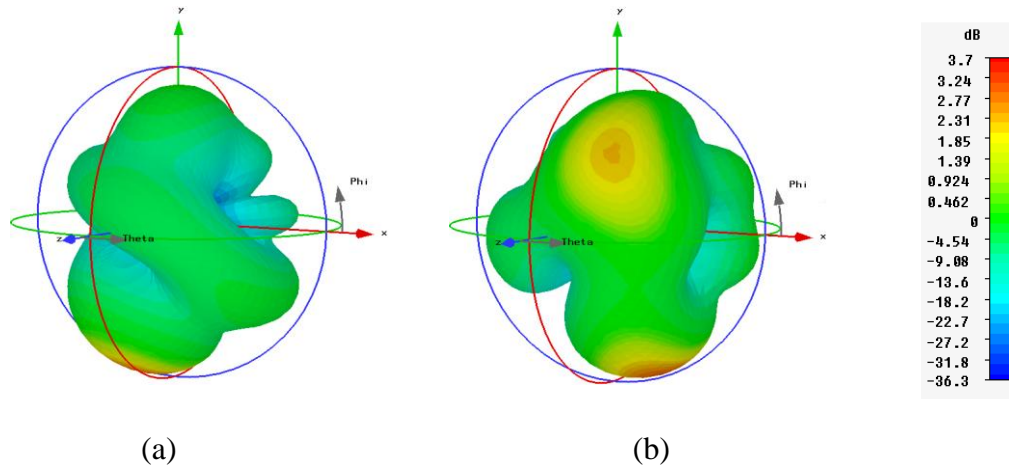 y
Phi
x
z
Theta
y
Phi
x
z
Theta
dB
3.7
3.24
2.77
2.31
1.85
1.39
0.924
0.462
0
-4.54
-9.08
-13.6
-18.2
-22.7
-27.2
-31.8
-36.3
(a)
(b)